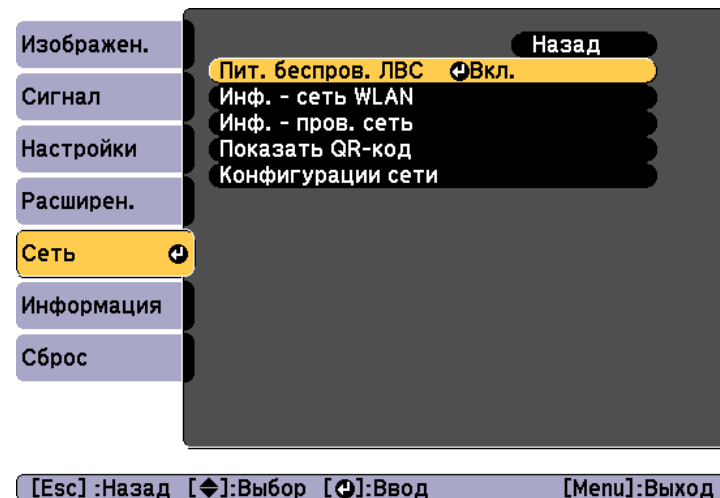 Изображен.
Сигнал
Настройки
Расширен.
Сеть
Информация
Сброс
Назад
Пит. беспров. ЛВС Вкл.
Инф. - сеть WLAN
Инф. - пров. сеть
Показать QR-код
Конфигурации сети
[Esc] :Назад [◆]:Выбор [↵]:Ввод [Menu]:Выход